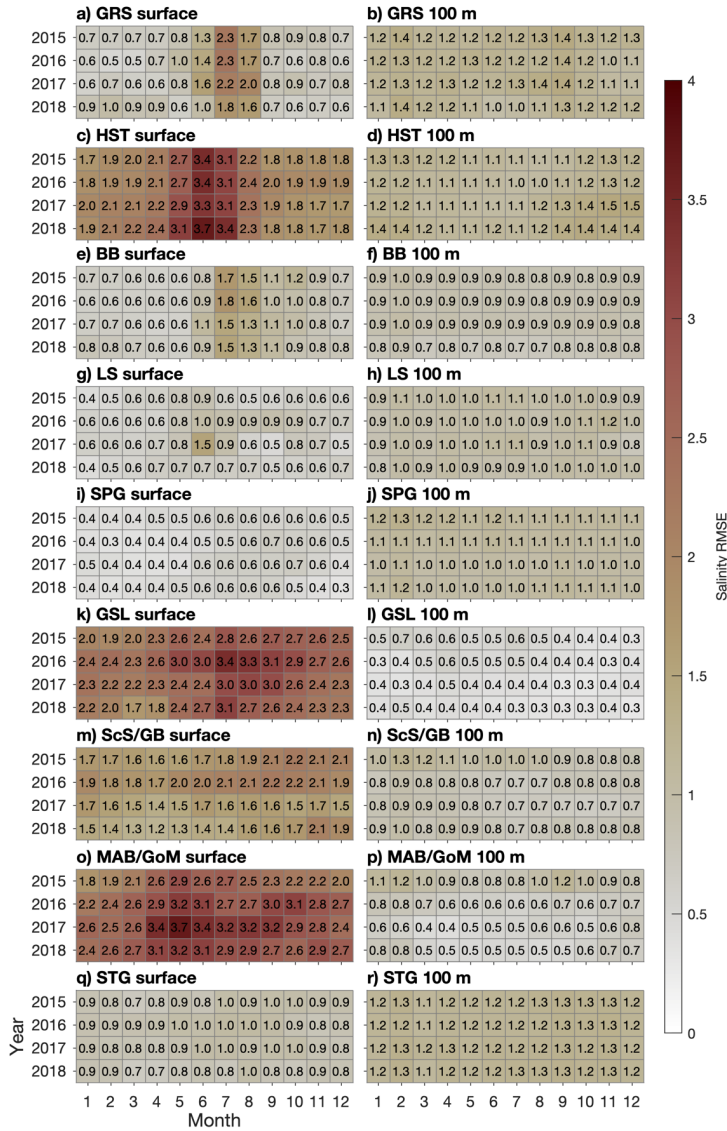 a) GRS surface
b) GRS 100 m
2015 0.7 0.7 0.7 0.7 0.8 1.3 2.3 1.7 0.8 0.9 0.8 0.7 1.2 1.4 1.2 1.2 1.2 1.2 1.2 1.3 1.4 1.2 1.2 1.3
2016 0.6 0.5 0.5 0.7 1.0 1.4 2.3 1.7 0.7 0.6 0.8 0.6 1.2 1.3 1.2 1.2 1.2 1.2 1.2 1.3 1.4 1.2 1.0 1.1
2017 0.6 0.7 0.6 0.6 0.8 1.6 2.2 2.0 0.8 0.9 0.7 0.8 1.2 1.3 1.2 1.2 1.3 1.2 1.3 1.4 1.4 1.2 1.1 1.1
2018 0.9 1.0 0.9 0.9 0.6 1.0 1.8 1.6 0.7 0.6 0.7 0.6 1.1 1.4 1.2 1.2 1.1 1.0 1.0 1.1 1.3 1.2 1.2 1.2
c) HST surface
d) HST 100 m
2015 1.7 1.9 2.0 2.1 2.7 3.4 3.1 2.2 1.8 1.8 1.8 1.8 1.3 1.3 1.2 1.2 1.1 1.1 1.1 1.1 1.1 1.2 1.3 1.2
2016 1.8 1.9 1.9 2.1 2.7 3.4 3.1 2.4 2.0 1.9 1.9 1.9 1.2 1.2 1.1 1.1 1.1 1.1 1.0 1.0 1.1 1.2 1.3 1.2
2017 2.0 2.1 2.1 2.2 2.9 3.3 3.1 2.3 1.9 1.8 1.7 1.7 1.2 1.2 1.2 1.1 1.1 1.1 1.1 1.2 1.3 1.4 1.5 1.5
2018 1.9 2.1 2.2 2.4 3.1 3.7 3.4 2.3 1.8 1.8 1.7 1.8 1.4 1.4 1.2 1.1 1.1 1.2 1.1 1.2 1.4 1.4 1.4 1.4
e) BB surface
f) BB 100 m
2015 0.7 0.7 0.6 0.6 0.6 0.8 1.7 1.5 1.1 1.2 0.9 0.7 0.9 1.0 0.9 0.9 0.9 0.9 0.9 0.8 0.9 0.9 0.9 0.9
2016 0.6 0.6 0.6 0.6 0.6 0.9 1.8 1.6 1.0 1.0 0.8 0.7 0.9 1.0 0.9 0.9 0.9 0.9 0.9 0.9 0.9 0.9 0.9 0.9
2017 0.7 0.7 0.6 0.6 0.6 1.1 1.5 1.3 1.1 1.0 0.8 0.7 0.9 1.0 0.9 0.9 0.9 0.9 0.9 0.9 0.9 0.9 0.9 0.8
2018 0.8 0.8 0.7 0.6 0.6 0.9 1.5 1.3 0.9 0.9 0.8 0.7 0.8 0.9 0.8 0.7 0.8 0.8 0.7 0.8 0.8 0.8 0.8 0.8
g) LS surface
h) LS 100 m
2015 0.4 0.5 0.6 0.6 0.8 0.9 0.6 0.5 0.6 0.6 0.6 0.6 0.9 1.1 1.0 1.0 1.0 1.1 1.1 1.0 1.0 1.0 0.9 0.9
2016 0.6 0.6 0.6 0.7 0.8 1.0 0.8 0.9 0.9 0.9 0.7 0.7 0.9 1.0 0.9 1.0 1.0 1.0 1.0 0.9 1.0 1.1 1.2 1.0
2017 0.6 0.6 0.6 0.7 0.8 1.5 0.9 0.9 0.6 0.5 0.8 0.5 0.9 1.0 0.9 1.0 1.0 1.1 1.1 0.9 1.0 1.1 0.9 0.8
2018 0.4 0.5 0.6 0.7 0.7 0.7 0.7 0.7 0.5 0.6 0.6 0.7 0.8 1.0 0.9 1.0 0.9 0.9 0.9 1.0 1.0 1.0 1.0 1.0
i) SPG surface
j) SPG 100 m
2015 0.4 0.4 0.4 0.5 0.5 0.6 0.6 0.6 0.6 0.6 0.6 0.5 1.2 1.3 1.2 1.2 1.1 1.2 1.1 1.1 1.1 1.1 1.1 1.1
2016 0.4 0.3 0.4 0.4 0.5 0.6 0.7 0.6 0.6 0.6 0.6 0.5 1.1 1.1 1.1 1.1 1.0 1.0 1.0 1.0 1.0 1.0 1.0 1.0
2017 0.5 0.4 0.4 0.4 0.4 0.6 0.6 0.6 0.6 0.7 0.6 0.4 1.0 1.1 1.0 1.0 1.0 1.1 1.1 1.1 1.0 1.1 1.1 1.1
2018 0.4 0.4 0.4 0.4 0.5 0.6 0.6 0.6 0.6 0.5 0.4 0.3 1.1 1.2 1.0 1.0 1.0 1.0 1.0 1.1 1.1 1.1 1.1 1.0
k) GSL surface
l) GSL 100 m
2015 2.0 1.9 2.0 2.3 2.6 2.4 2.8 2.6 2.7 2.7 2.6 2.5 0.5 0.7 0.6 0.6 0.5 0.5 0.6 0.5 0.4 0.4 0.4 0.3
2016 2.4 2.4 2.3 2.6 3.0 3.0 3.4 3.3 3.1 2.9 2.7 2.6 0.3 0.4 0.5 0.6 0.5 0.5 0.5 0.4 0.4 0.4 0.3 0.4
2017 2.3 2.2 2.2 2.3 2.4 2.4 3.0 3.0 3.0 2.6 2.4 2.3 0.4 0.3 0.4 0.5 0.4 0.5 0.4 0.4 0.3 0.3 0.4 0.4
2018 2.2 2.0 1.7 1.8 2.4 2.7 3.1 2.7 2.6 2.4 2.3 2.3 0.4 0.5 0.4 0.4 0.4 0.3 0.3 0.3 0.4 0.4 0.3 0.4
m) ScS/GB surface
n) ScS/GB 100 m
2015 1.7 1.7 1.7 1.6 1.6 1.7 1.8 1.9 2.1 2.2 2.1 2.1 1.0 1.3 1.2 1.1 1.0 1.0 1.0 1.0 0.9 0.8 0.8 0.8
2016 1.9 1.8 1.8 1.7 2.0 2.0 2.1 2.1 2.2 2.2 2.1 1.9 0.8 0.9 0.8 0.8 0.8 0.7 0.7 0.7 0.8 0.8 0.8 0.8
2017 1.7 1.6 1.5 1.4 1.5 1.7 1.6 1.6 1.6 1.5 1.7 1.5 0.8 0.9 0.9 0.9 0.8 0.7 0.8 0.8 0.8 0.7 0.7 0.7
2018 1.5 1.4 1.3 1.2 1.3 1.4 1.4 1.6 1.6 1.7 2.1 1.9 0.9 1.0 0.8 0.9 0.9 0.8 0.7 0.8 0.8 0.8 0.8 0.8
o) MAB/GoM surface
p) MAB/GoM 100 m
2015 1.8 1.9 2.1 2.6 2.9 2.6 2.7 2.5 2.3 2.2 2.2 2.0 1.1 1.2 1.0 0.9 0.8 0.8 0.8 1.0 1.2 1.0 0.9 0.8
2016 2.2 2.4 2.6 2.9 3.2 3.1 2.7 2.9 3.0 3.1 2.8 2.7 0.8 0.8 0.7 0.6 0.6 0.6 0.6 0.6 0.6 0.7 0.7 0.7
2017 2.6 2.5 2.6 3.4 3.7 3.4 3.2 3.2 3.2 2.9 2.8 2.4 0.6 0.6 0.4 0.4 0.5 0.5 0.5 0.6 0.5 0.6 0.6 0.8
2018 2.4 2.6 2.7 3.1 3.2 3.1 2.9 2.9 2.7 2.6 2.9 2.7 0.8 0.8 0.5 0.5 0.5 0.5 0.5 0.5 0.6 0.6 0.7 0.7
q) STG surface
r) STG 100 m
2015 0.9 0.8 0.7 0.8 0.9 0.8 1.0 0.9 1.0 1.0 0.9 0.9 1.2 1.3 1.1 1.2 1.2 1.2 1.2 1.3 1.3 1.3 1.3 1.2
2016 0.9 0.9 0.9 0.9 1.0 1.0 1.0 1.0 1.0 0.9 0.9 0.8 1.2 1.2 1.1 1.2 1.2 1.2 1.2 1.2 1.3 1.3 1.3 1.2
2017 0.9 0.8 0.8 0.8 0.9 1.0 1.0 0.9 1.0 0.9 0.9 0.8 1.2 1.3 1.2 1.3 1.2 1.2 1.3 1.2 1.3 1.3 1.3 1.2
2018 0.9 0.9 0.7 0.7 0.8 0.8 0.8 1.0 0.8 0.8 0.9 0.8 1.2 1.3 1.1 1.2 1.2 1.2 1.3 1.2 1.2 1.2 1.2 1.2
1 2 3 4 5 6 7 8 9 10 11 12 1 2 3 4 5 6 7 8 9 10 11 12
Month
Year
4
3.5
3
2.5
2
1.5
1
0.5
0
Salinity RMSE